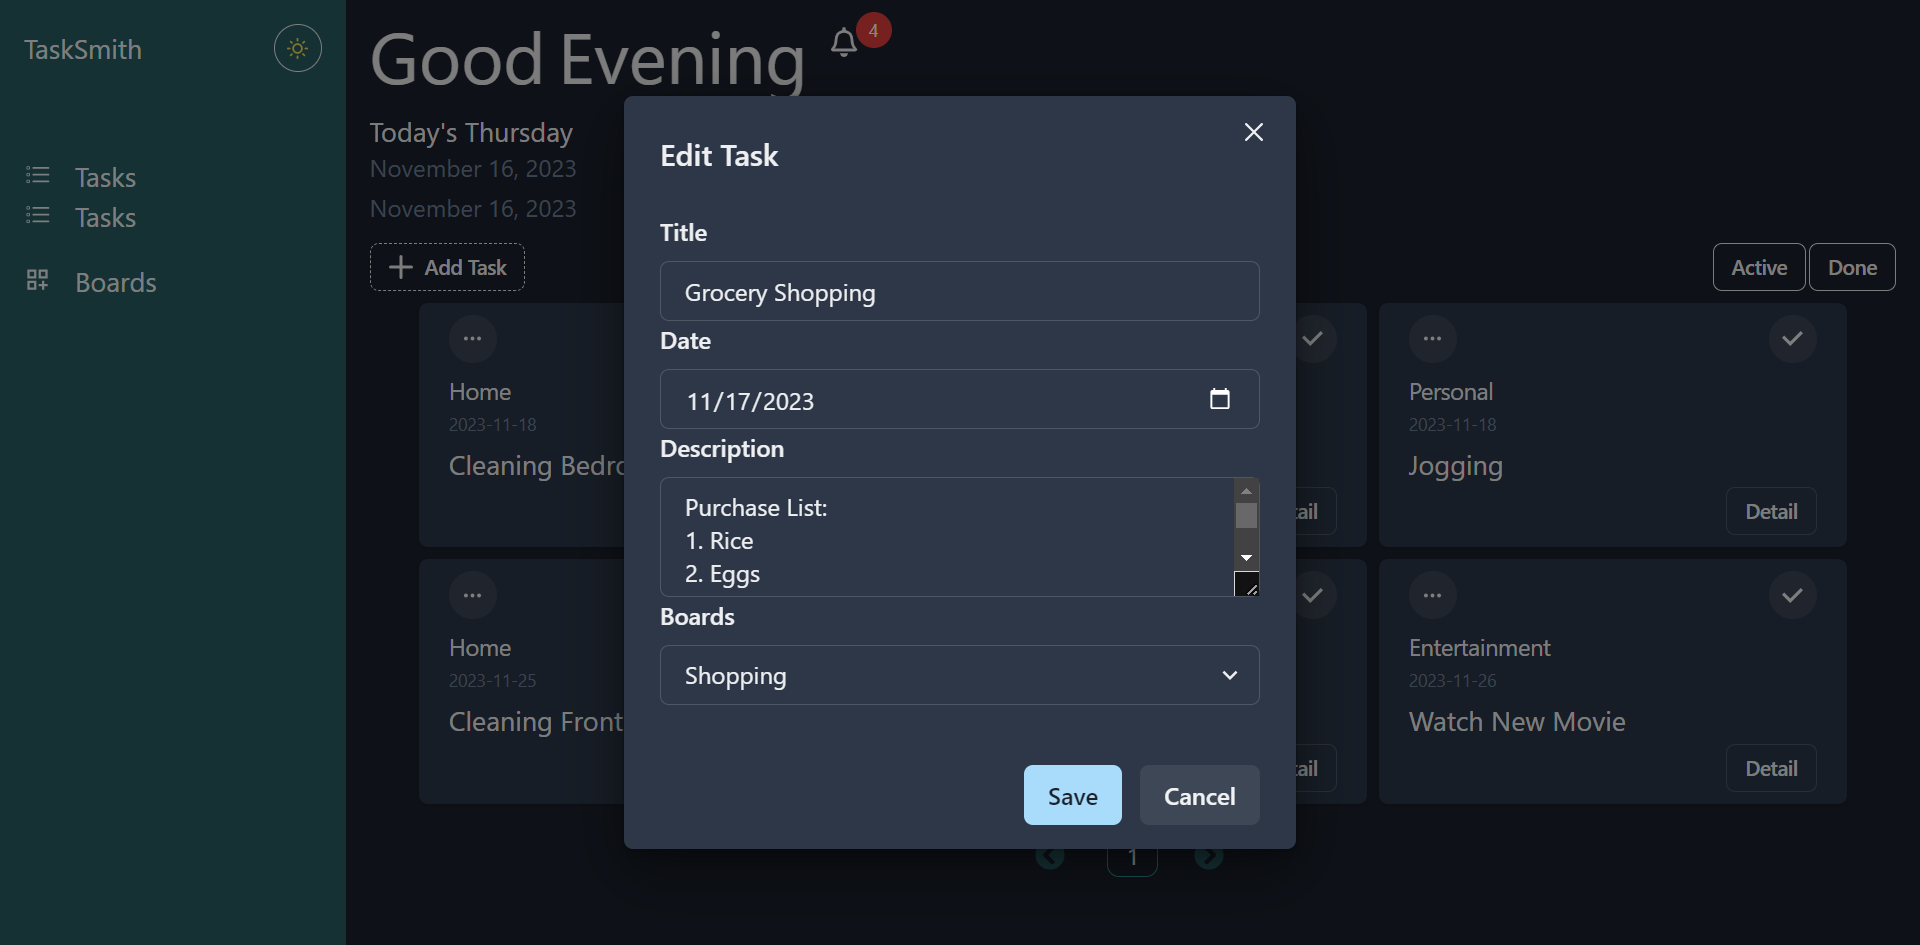 TaskSmith
Tasks
Tasks
Boards
Good Evening
4
Today's Thursday
November 16, 2023
November 16, 2023
Add Task
Active
Done
Home
2023-11-18
Cleaning
Personal
2023-11-18
Jogging
Detail
Home
2023-11-25
Cleaning Front
Entertainment
2023-11-26
Watch New Movie
Detail
1
Edit Task
Title
Grocery Shopping
Date
11/17/2023
Description
Purchase List:
1. Rice
2. Eggs
Boards
Shopping
Save
Cancel